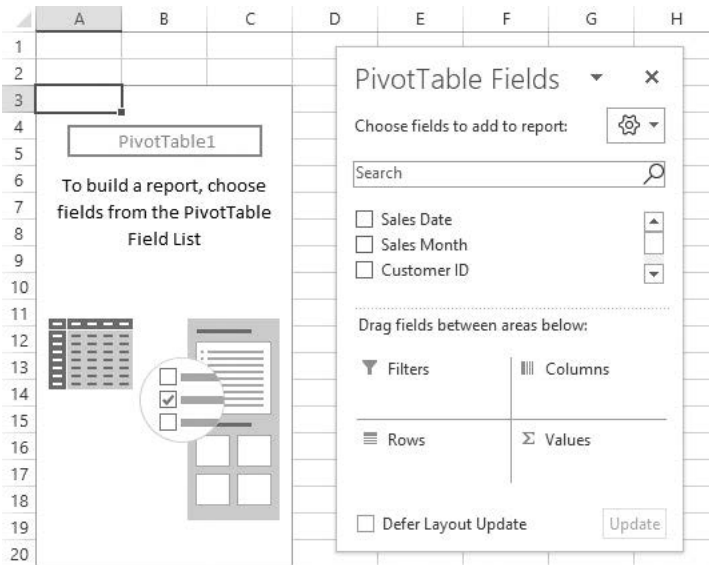 A B C D E F G H
1
2
3
4
5
6
7
8
9
10
11
12
13
14
15
16
17
18
19
20
PivotTable1
To build a report, choose
fields from the PivotTable
Field List
PivotTable Fields
Choose fields to add to report:
Search
Sales Date
Sales Month
Customer ID
Drag fields between areas below:
Filters
Columns
Rows
Σ Values
Defer Layout Update
Update